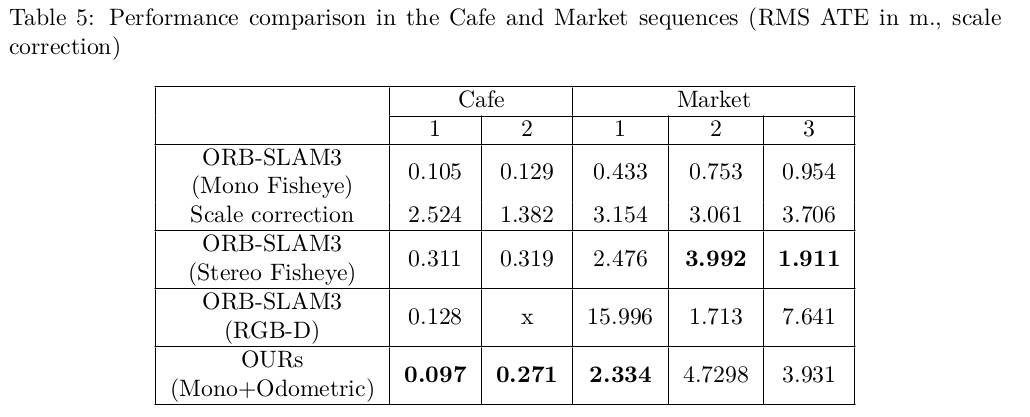 Table 5: Performance comparison in the Cafe and Market sequences (RMS ATE in m., scale
correction)
Cafe Market
1 2 1 2 3
ORB-SLAM3
(Mono Fisheye) 0.105 0.129 0.433 0.753 0.954
Scale correction 2.524 1.382 3.154 3.061 3.706
ORB-SLAM3
(Stereo Fisheye) 0.311 0.319 2.476 3.992 1.911
ORB-SLAM3
(RGB-D) 0.128 x 15.996 1.713 7.641
OURs
(Mono+Odometric) 0.097 0.271 2.334 4.7298 3.931